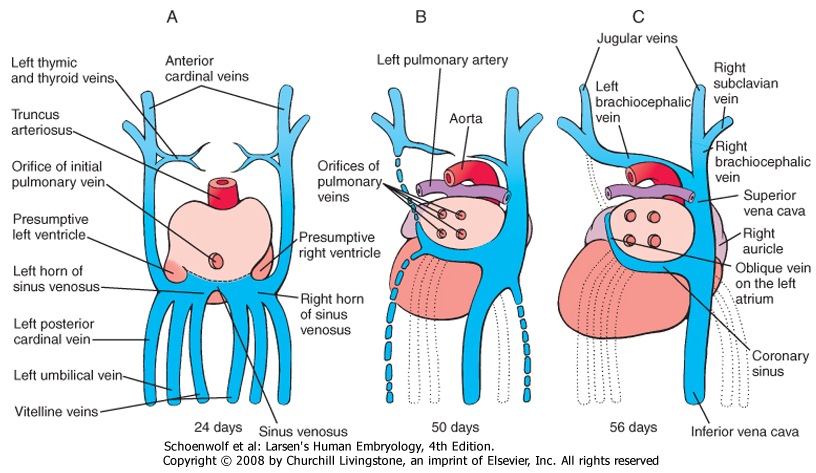 A
B
C
Left thymic
and thyroid veins
Anterior
cardinal veins
Truncus
arteriosus
Orifice of initial
pulmonary vein
Presumptive
left ventricle
Presumptive
right ventricle
Left horn of
sinus venosus
Right horn
of sinus
venosus
Left posterior
cardinal vein
Left umbilical vein
Vitelline veins
24 days
Sinus venosus
Left pulmonary artery
Aorta
Orifices of
pulmonary
veins
50 days
Jugular veins
Left
brachiocephalic
vein
Right
subclavian
vein
Right
brachiocephalic
vein
Superior
vena cava
Right
auricle
Oblique vein
on the left
atrium
Coronary
sinus
56 days
Inferior vena cava
Schoenwolf et al: Larsen's Human Embryology, 4th Edition.
Copyright © 2008 by Churchill Livingstone, an imprint of Elsevier, Inc. All rights reserved